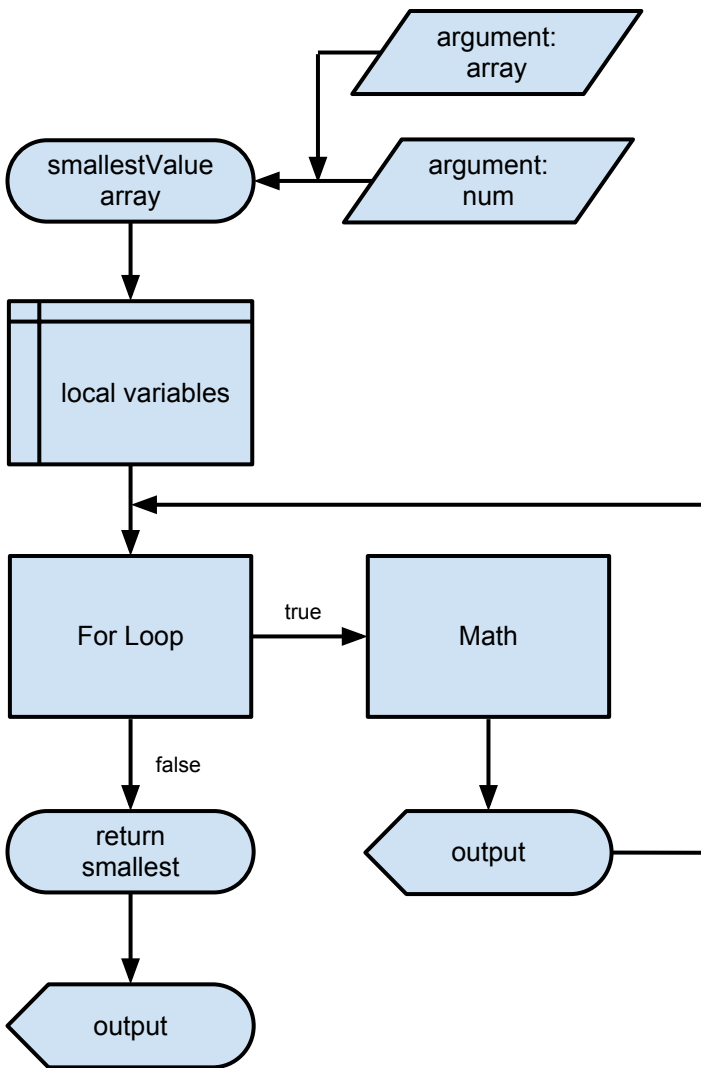 argument:
array
smallestValue
array
argument:
num
local variables
For Loop
true
Math
false
return
smallest
output
output